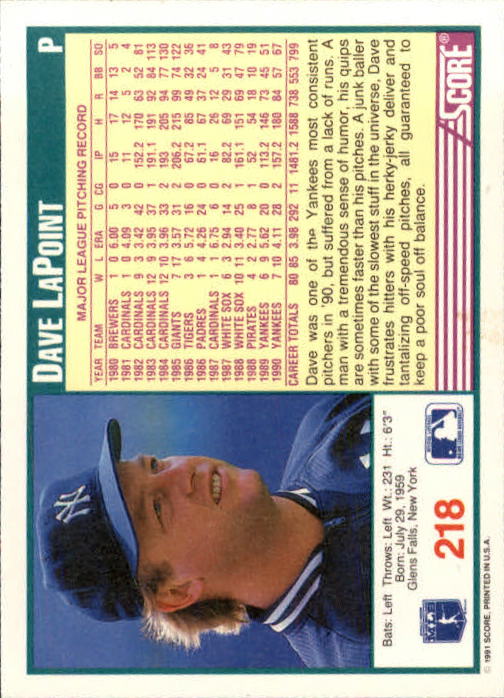 DAVE LAPOINT P
MAJOR LEAGUE PITCHING RECORD
YEAR TEAM W L ERA G CG IP H R BB SO
1980 BREWERS 1 0 6.00 5 0 15 17 14 13 5
1981 CARDINALS 1 0 4.09 3 0 11 12 5 2 4
1982 CARDINALS 9 3 3.42 42 0 152.2 170 63 52 81
1983 CARDINALS 12 9 3.95 37 1 191.1 191 92 84 113
1984 CARDINALS 12 10 3.96 33 2 193 205 94 77 130
1985 GIANTS 7 17 3.57 31 2 206.2 215 99 74 122
1986 TIGERS 3 6 5.72 16 0 67.2 85 49 32 36
1986 PADRES 1 4 4.26 24 0 61.1 67 37 24 41
1987 CARDINALS 1 1 6.75 6 0 16 26 12 5 8
1987 WHITE SOX 6 3 2.94 14 2 82.2 69 29 31 43
1988 WHITE SOX 10 11 3.40 25 1 161.1 151 69 47 79
1988 PIRATES 4 2 2.77 8 1 52 54 18 10 19
1989 YANKEES 6 9 5.62 20 0 113.2 146 73 45 51
1990 YANKEES 7 10 4.11 28 2 157.2 180 84 57 67
CAREER TOTALS 80 85 3.98 292 11 1481.2 1588 738 553 799
Dave was one of the Yankees most consistent
pitchers in '90, but suffered from a lack of runs. A
man with a tremendous sense of humor, his quips
are sometimes faster than his pitches. A junk baller
with some of the slowest stuff in the universe, Dave
frustrates hitters with his herky-jerky deliver and
tantalizing off-speed pitches, all guaranteed to
keep a poor soul off balance.
SCORE®
NY
Bats: Left Throws: Left Wt.: 231 Ht.: 6'3"
Born: July 29, 1959
Glens Falls, New York
218
© 1991 SCORE, PRINTED IN U.S.A.